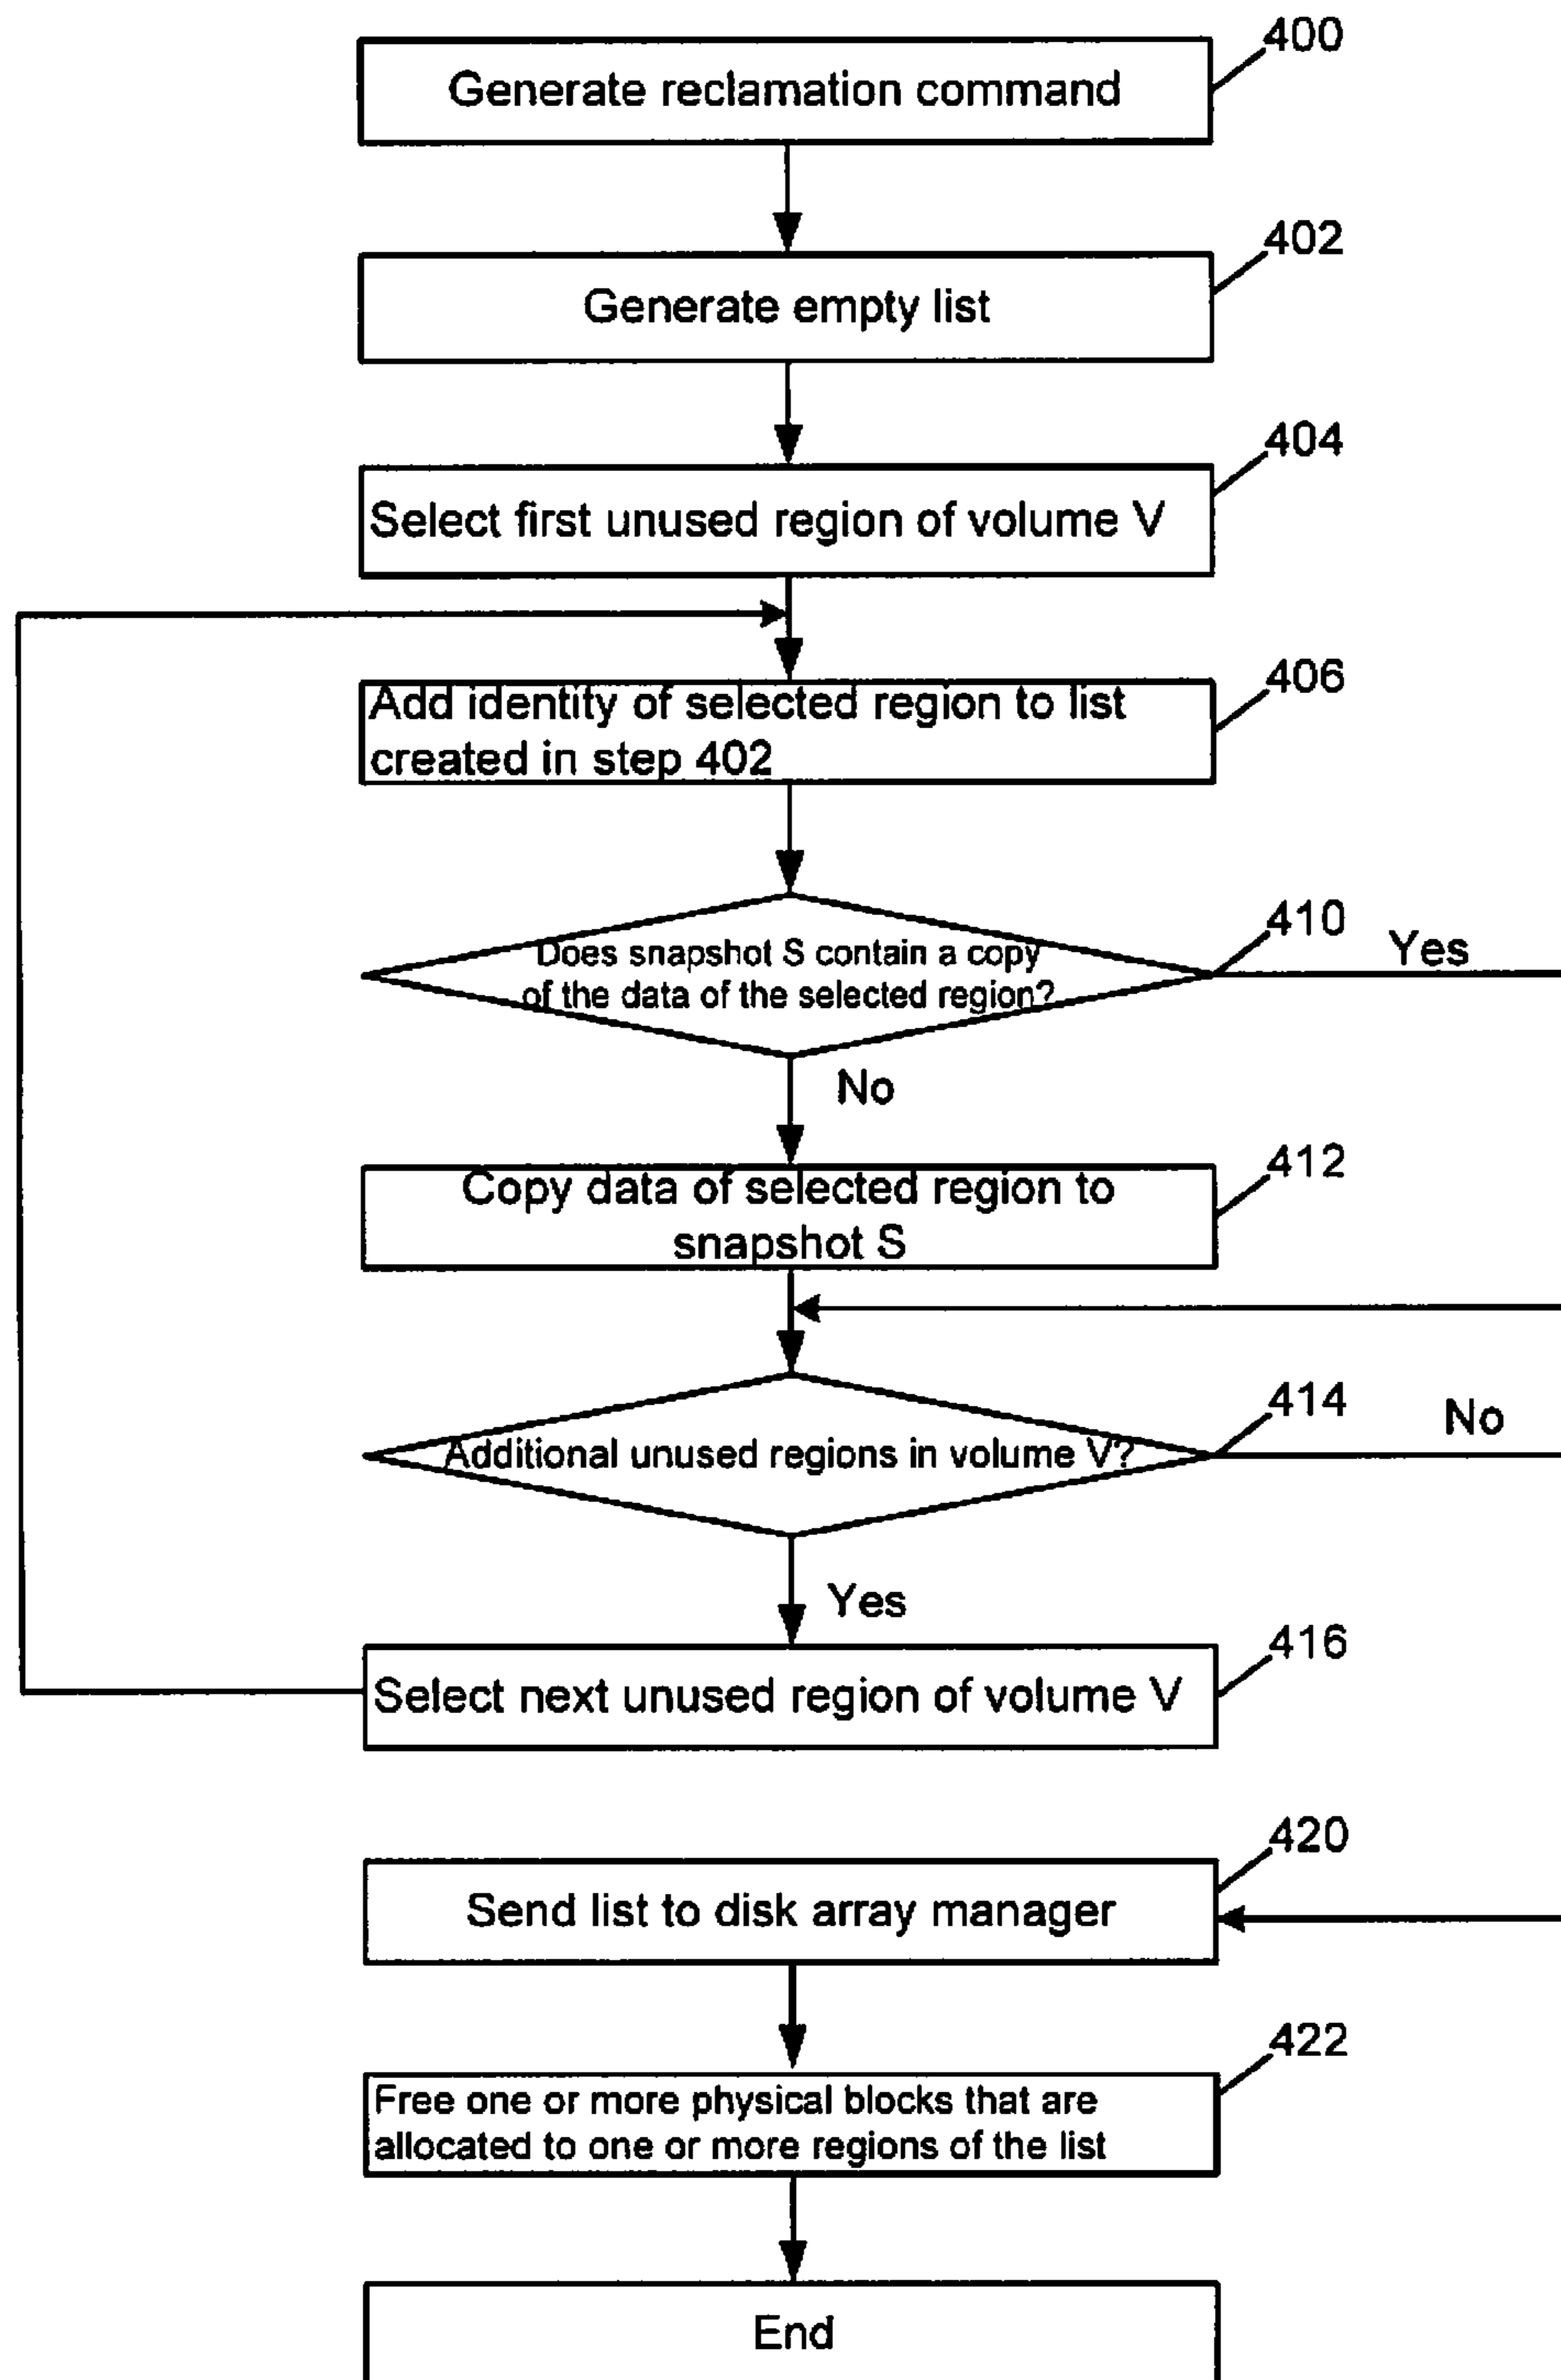 400
Generate reclamation command
402
Generate empty list
404
Select first unused region of volume V
406
Add identity of selected region to list
created in step 402
410
Yes
Does snapshot S contain a copy
of the data of the selected region?
No
412
Copy data of selected region to
snapshot S
414
No
Additional unused regions in volume V?
Yes
416
Select next unused region of volume V
420
Send list to disk array manager
422
Free one or more physical blocks that are
allocated to one or more regions of the list
End